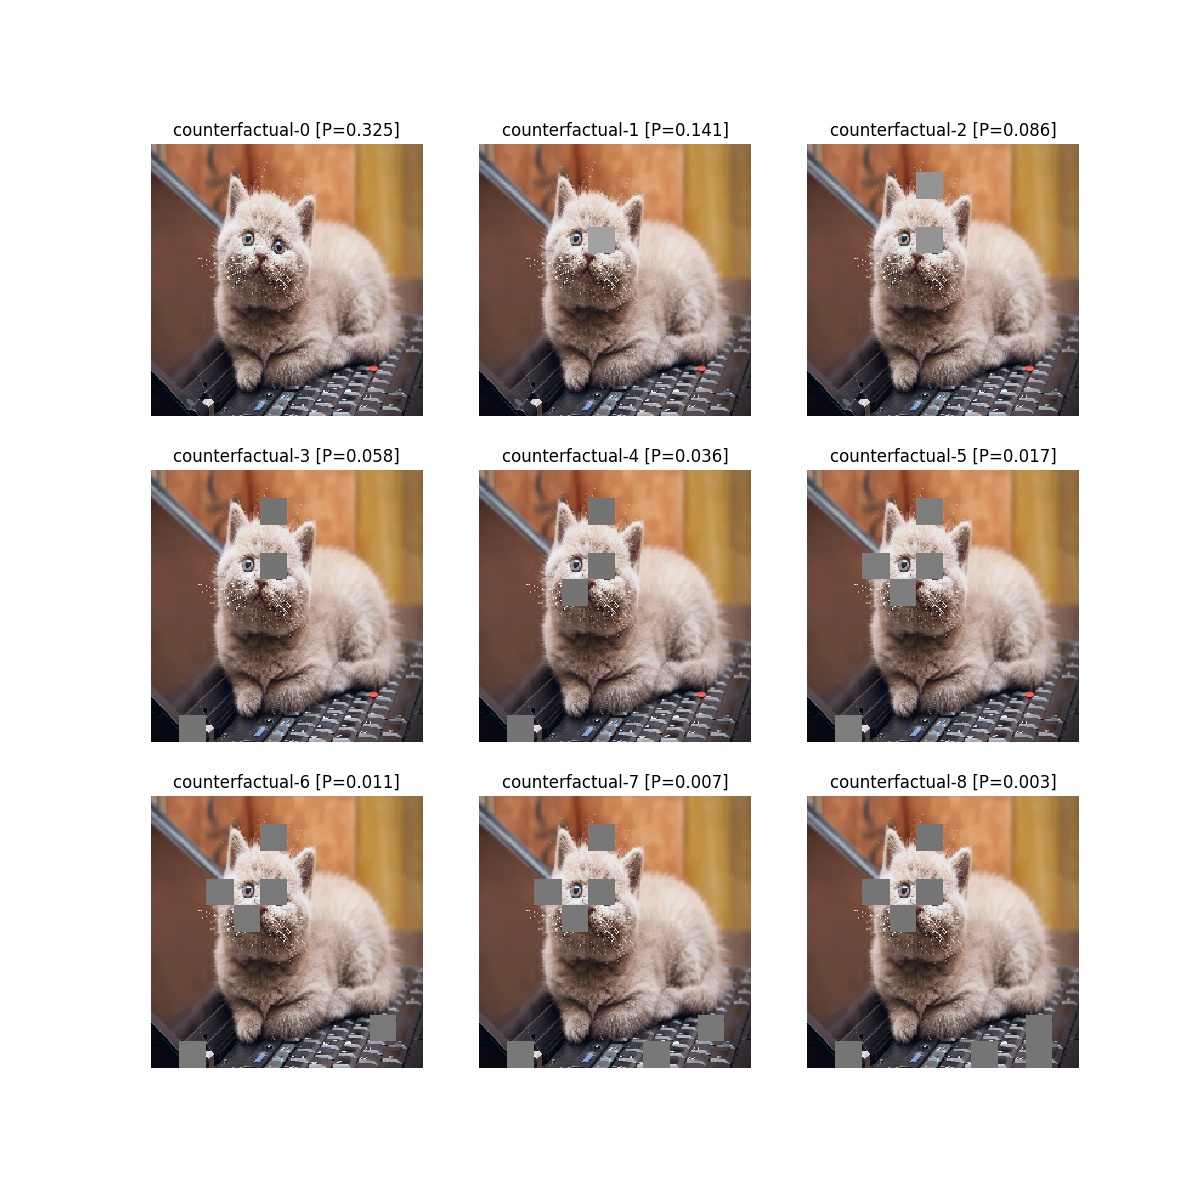 counterfactual-0 [P=0.325]
counterfactual-1 [P=0.141]
counterfactual-2 [P=0.086]
counterfactual-3 [P=0.058]
counterfactual-4 [P=0.036]
counterfactual-5 [P=0.017]
counterfactual-6 [P=0.011]
counterfactual-7 [P=0.007]
counterfactual-8 [P=0.003]